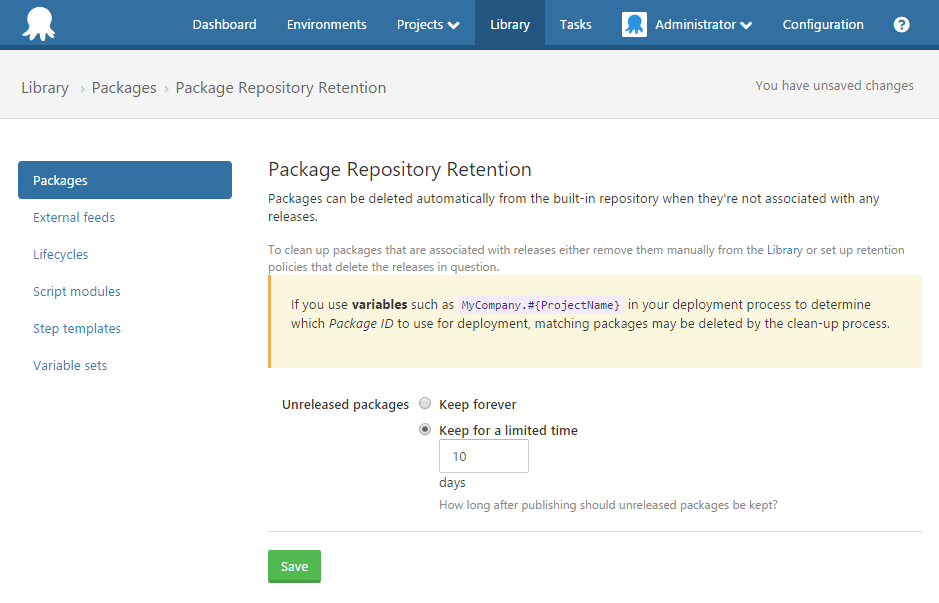 Dashboard Environments Projects Library Tasks Administrator Configuration ?
Library › Packages › Package Repository Retention You have unsaved changes
Packages
External feeds
Lifecycles
Script modules
Step templates
Variable sets
Package Repository Retention
Packages can be deleted automatically from the built-in repository when they're not associated with any
releases.
To clean up packages that are associated with releases either remove them manually from the Library or set up retention
policies that delete the releases in question.
If you use variables such as MyCompany.#{ProjectName} in your deployment process to determine
which Package ID to use for deployment, matching packages may be deleted by the clean-up process.
Unreleased packages Keep forever
Keep for a limited time
10
days
How long after publishing should unreleased packages be kept?
Save